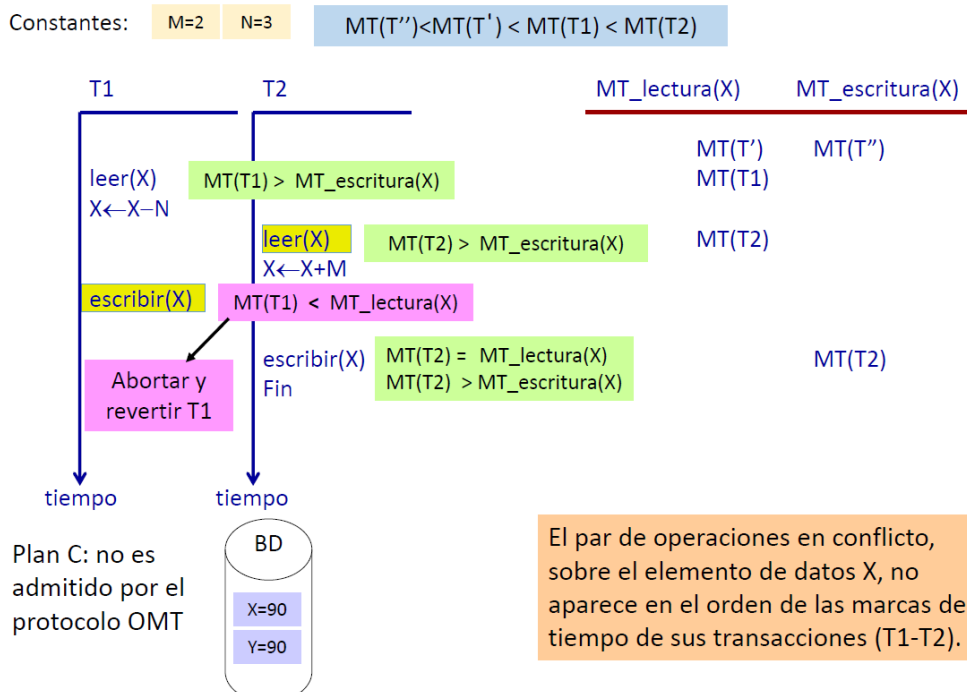 Constantes: M=2 N=3 MT(T'')<MT(T') < MT(T1) < MT(T2)
T1 T2 MT_lectura(X) MT_escritura(X)
MT(T') MT(T")
leer(X) MT(T1) > MT_escritura(X) MT(T1)
X←X–N
leer(X) MT(T2) > MT_escritura(X) MT(T2)
X←X+M
escribir(X) MT(T1) < MT_lectura(X)
escribir(X) MT(T2) = MT_lectura(X) MT(T2)
Fin MT(T2) > MT_escritura(X)
Abortar y
revertir T1
tiempo tiempo
Plan C: no es
admitido por el
protocolo OMT
BD
X=90
Y=90
El par de operaciones en conflicto,
sobre el elemento de datos X, no
aparece en el orden de las marcas de
tiempo de sus transacciones (T1-T2).